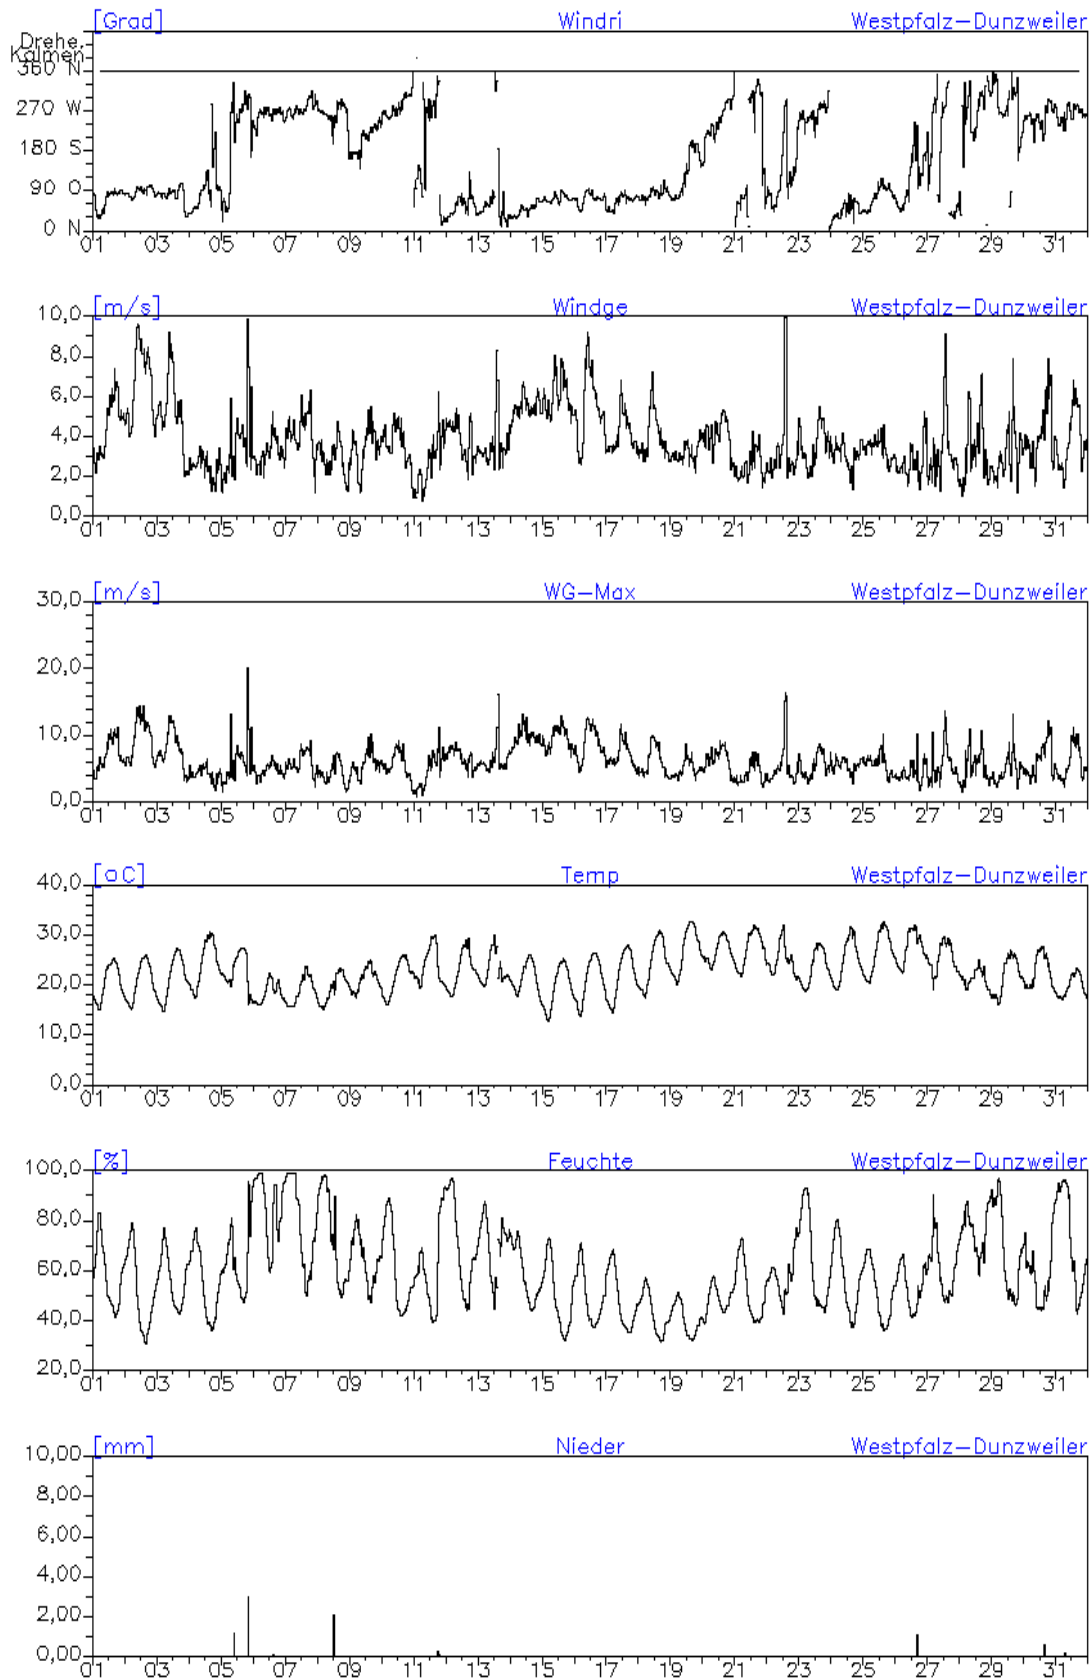 [Grad] Windri Westpfalz-Dunzweiler
Drehe.
Kalmen
360 N
270 W
180 S
90 O
0 N
01 03 05 07 09 11 13 15 17 19 21 23 25 27 29 31
[m/s] Windge Westpfalz-Dunzweiler
10,0
8,0
6,0
4,0
2,0
0,0
01 03 05 07 09 11 13 15 17 19 21 23 25 27 29 31
[m/s] WG-Max Westpfalz-Dunzweiler
30,0
20,0
10,0
0,0
01 03 05 07 09 11 13 15 17 19 21 23 25 27 29 31
[oC] Temp Westpfalz-Dunzweiler
40,0
30,0
20,0
10,0
0,0
01 03 05 07 09 11 13 15 17 19 21 23 25 27 29 31
[%] Feuchte Westpfalz-Dunzweiler
100,0
80,0
60,0
40,0
20,0
01 03 05 07 09 11 13 15 17 19 21 23 25 27 29 31
[mm] Nieder Westpfalz-Dunzweiler
10,00
8,00
6,00
4,00
2,00
0,00
01 03 05 07 09 11 13 15 17 19 21 23 25 27 29 31